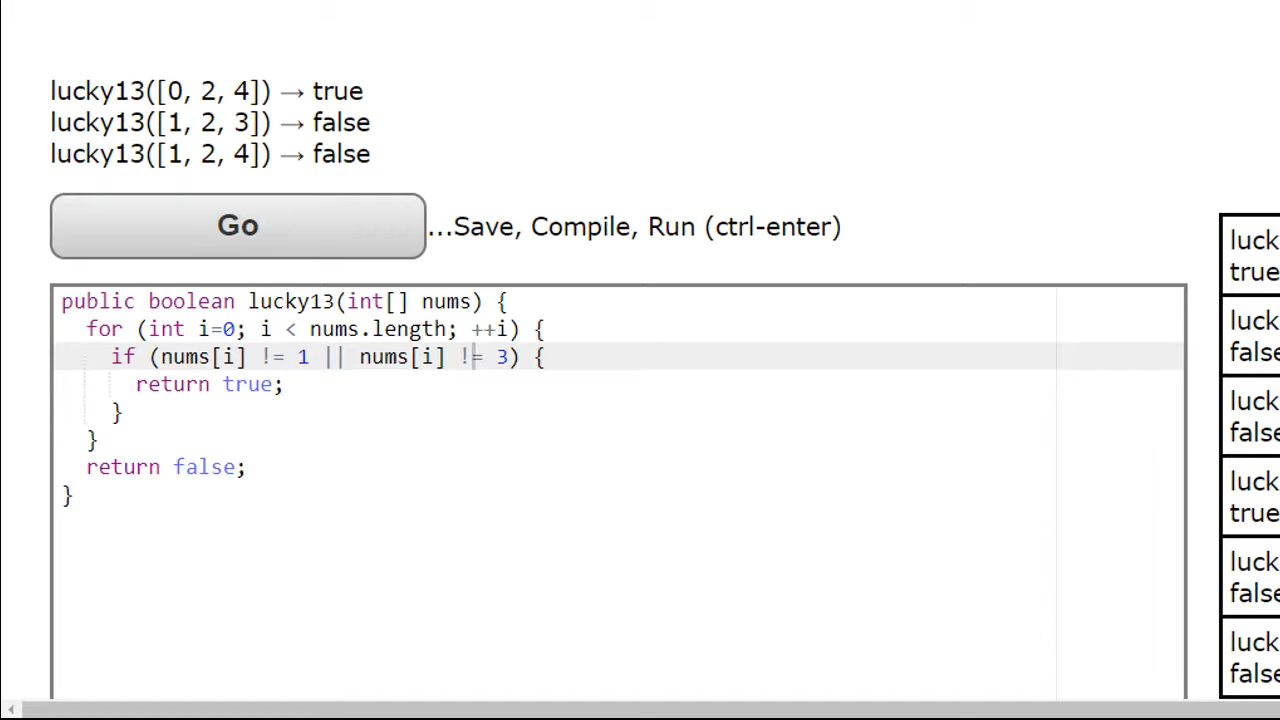 lucky13([0, 2, 4]) → true
lucky13([1, 2, 3]) → false
lucky13([1, 2, 4]) → false
Go
...Save, Compile, Run (ctrl-enter)
public boolean lucky13(int[] nums) {
for (int i=0; i < nums.length; ++i) {
if (nums[i] != 1 || nums[i] != 3) {
return true;
}
}
return false;
}
luck
true
luck
false
luck
false
luck
true
luck
false
luck
false